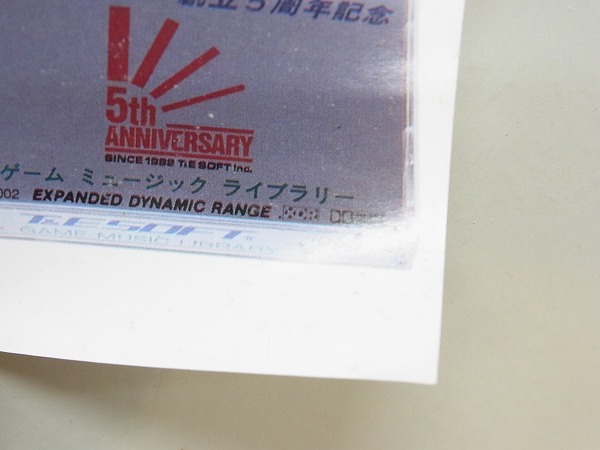 創立5周年記念
5th
ANNIVERSARY
SINCE 1982 T&E SOFT Inc.
ゲーム ミュージック ライブラリー
002 EXPANDED DYNAMIC RANGE XDR
T&E SOFT
GAME MUSIC LIBRARY